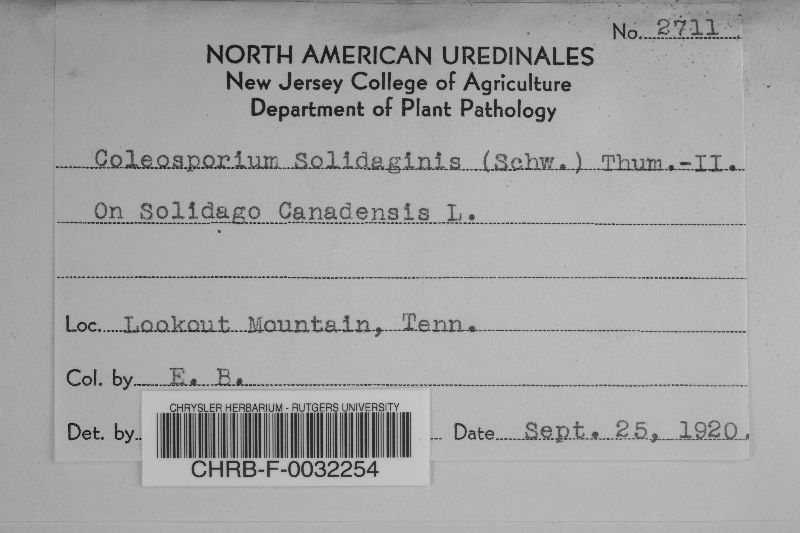 No. 2711
NORTH AMERICAN UREDINALES
New Jersey College of Agriculture
Department of Plant Pathology
Coleosporium Solidaginis (Schw.) Thum.-II.
On Solidago Canadensis L.
Loc. Lookout Mountain, Tenn.
Col. by E. B.
Det. by Date Sept. 25, 1920.
CHRYSLER HERBARIUM - RUTGERS UNIVERSITY
CHRB-F-0032254